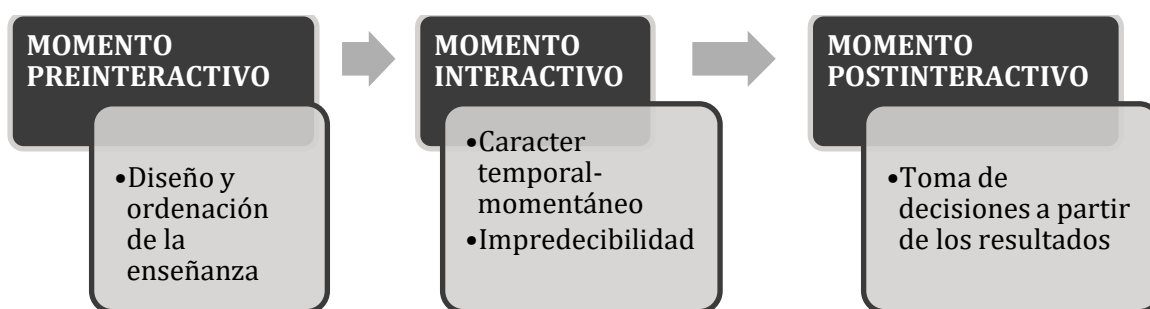 MOMENTO
PREINTERACTIVO
•Diseño y
ordenación
de la
enseñanza
MOMENTO
INTERACTIVO
•Caracter
temporal-
momentáneo
•Impredecibilidad
MOMENTO
POSTINTERACTIVO
•Toma de
decisiones a partir
de los resultados